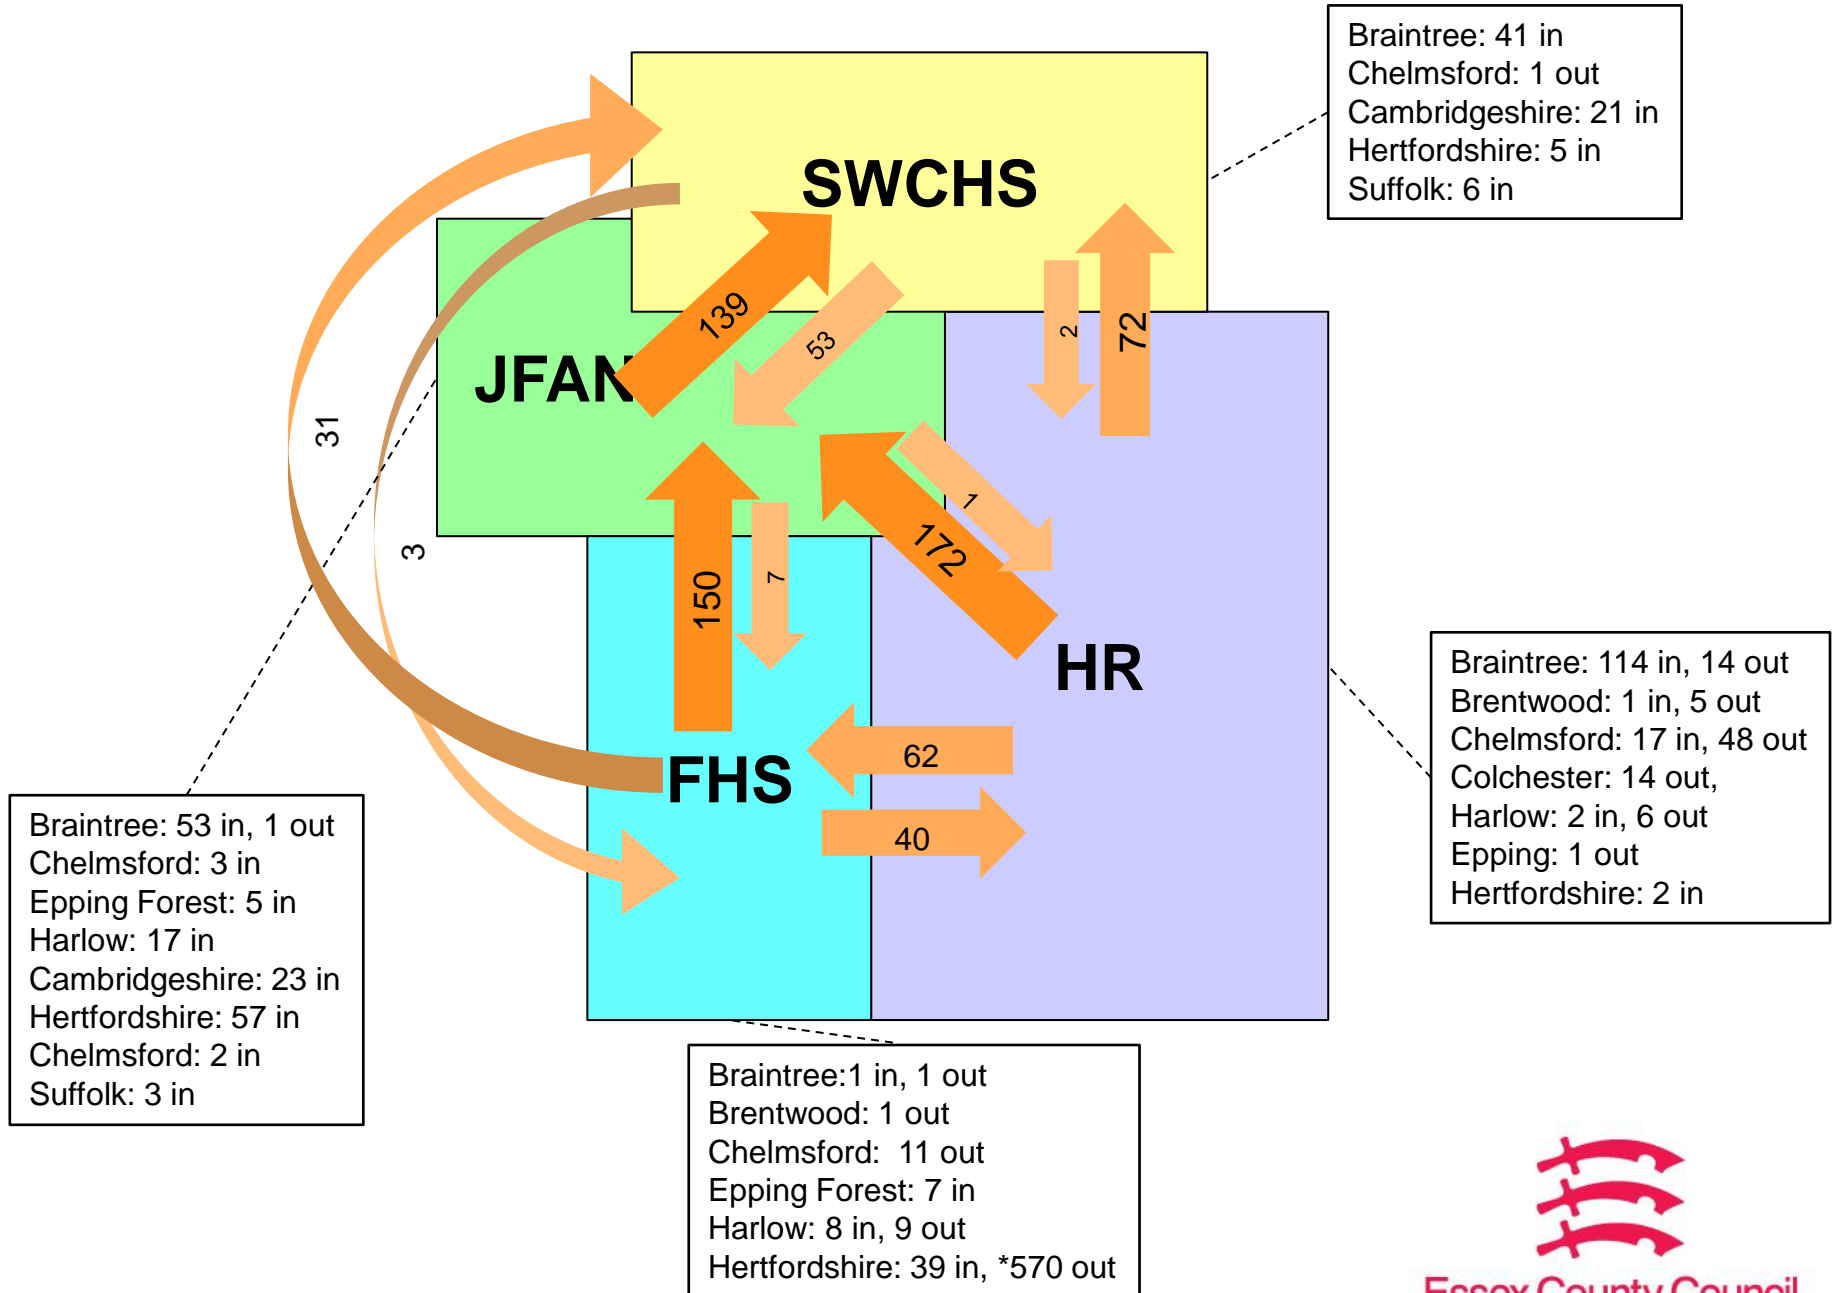 Braintree: 41 in
Chelmsford: 1 out
Cambridgeshire: 21 in
Hertfordshire: 5 in
Suffolk: 6 in
SWCHS
139
53
2
72
JFAN
31
3
1
172
150
7
HR
62
FHS
40
Braintree: 114 in, 14 out
Brentwood: 1 in, 5 out
Chelmsford: 17 in, 48 out
Colchester: 14 out,
Harlow: 2 in, 6 out
Epping: 1 out
Hertfordshire: 2 in
Braintree: 53 in, 1 out
Chelmsford: 3 in
Epping Forest: 5 in
Harlow: 17 in
Cambridgeshire: 23 in
Hertfordshire: 57 in
Chelmsford: 2 in
Suffolk: 3 in
Braintree:1 in, 1 out
Brentwood: 1 out
Chelmsford:  11 out
Epping Forest: 7 in
Harlow: 8 in, 9 out
Hertfordshire: 39 in, *570 out
Essex County Council